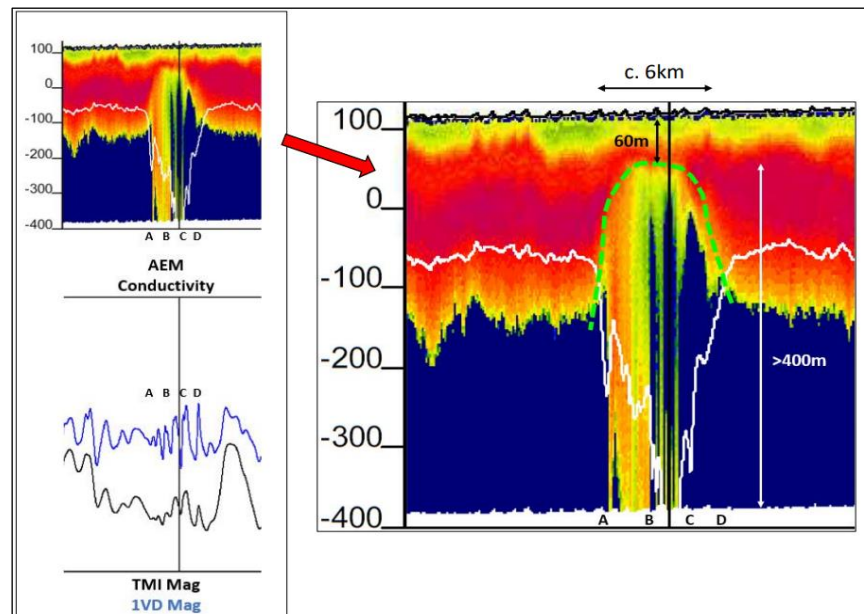 100
0
-100
-200
-300
-400
A B C D
AEM
Conductivity
A B C D
TMI Mag
1VD Mag
c. 6km
100
0
-100
-200
-300
-400
60m
>400m
A B C D